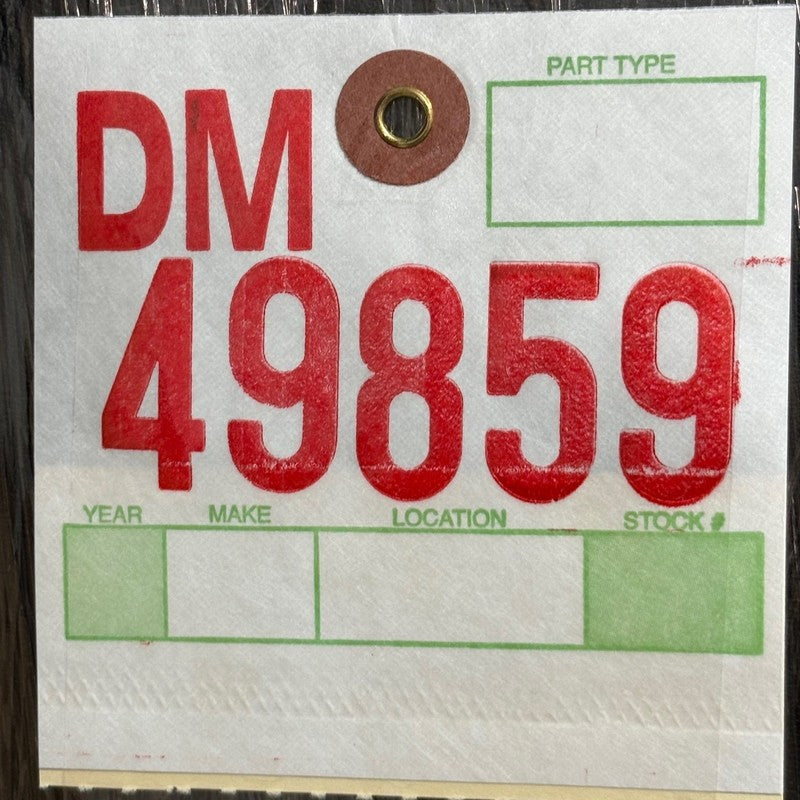 PART TYPE
DM
49859
YEAR MAKE LOCATION STOCK #